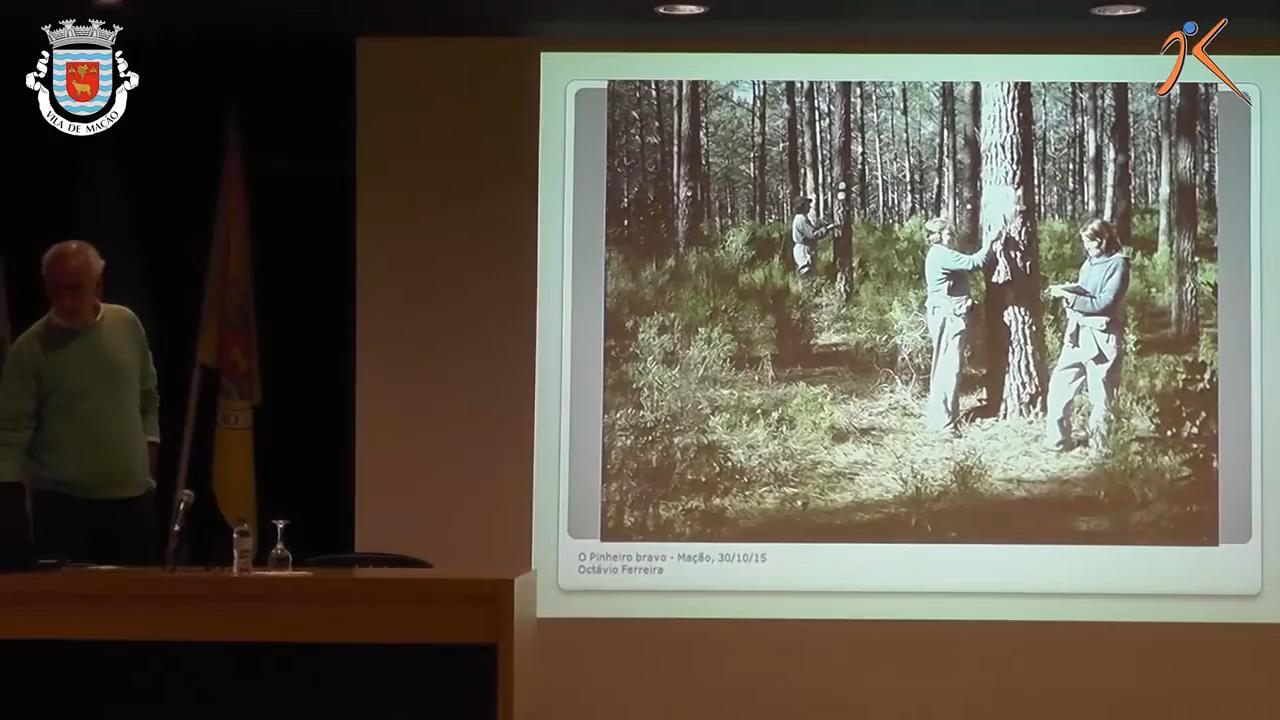 VILA DE MAÇÃO
O Pinheiro bravo - Mação, 30/10/15
Octávio Ferreira